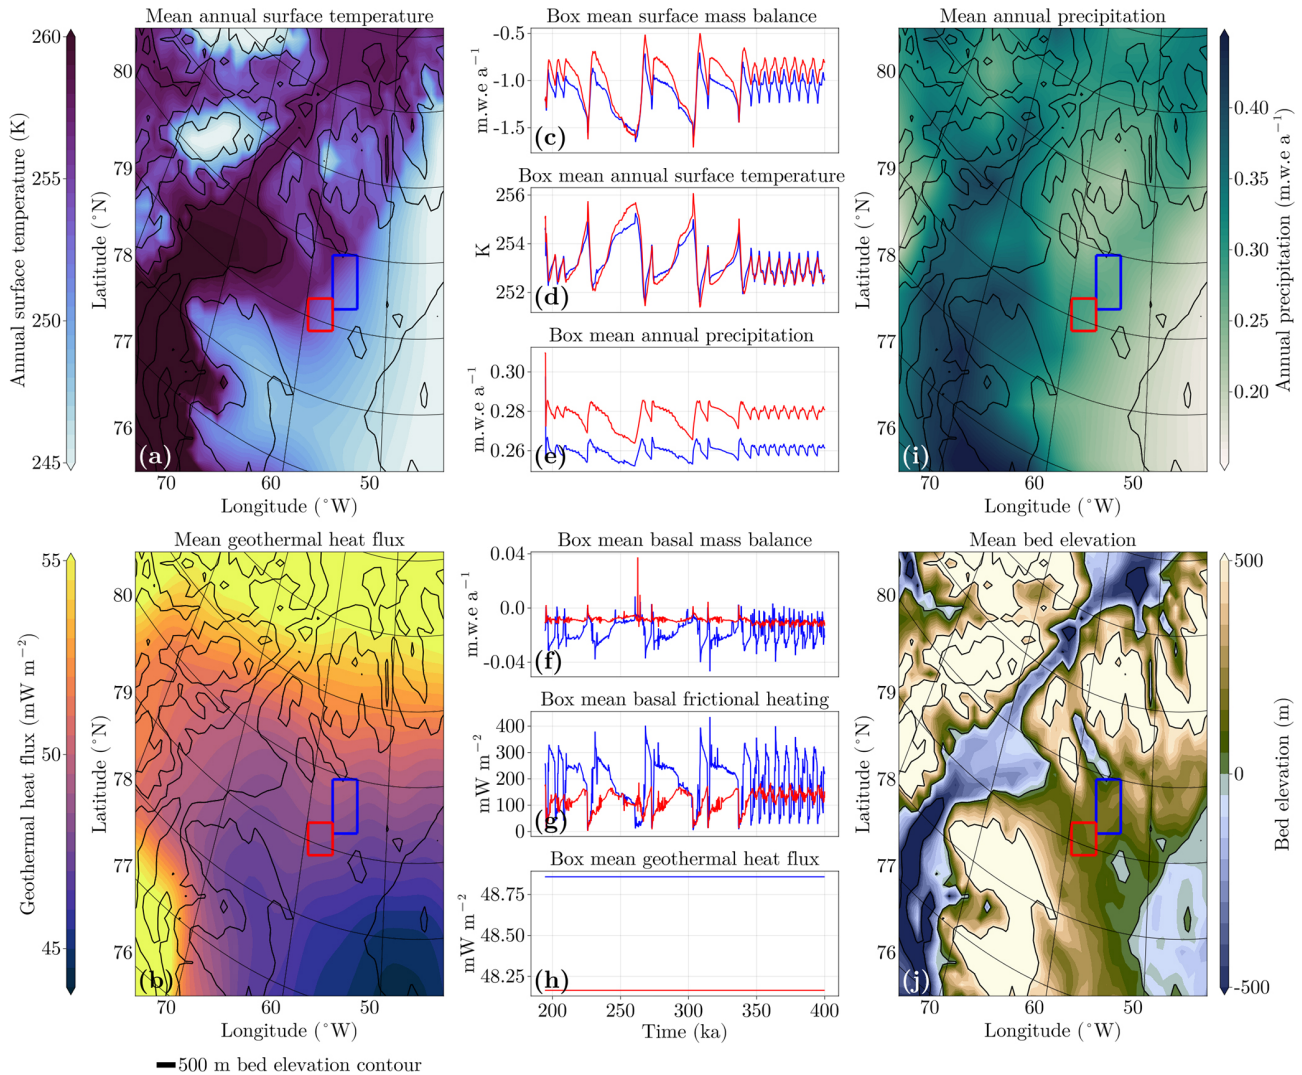 Mean annual surface temperature
260
255
250
245
Annual surface temperature (K)
80
79
78
77
76
Latitude (°N)
(a)
70
60
50
Longitude (°W)
Box mean surface mass balance
-0.5
-1.0
-1.5
m.w.e a⁻¹
(c)
Box mean annual surface temperature
256
254
252
K
(d)
Box mean annual precipitation
0.30
0.28
0.26
m.w.e a⁻¹
(e)
Mean annual precipitation
80
79
78
77
76
Latitude (°N)
(i)
70
60
50
Longitude (°W)
0.40
0.35
0.30
0.25
0.20
Annual precipitation (m.w.e a⁻¹)
Mean geothermal heat flux
55
50
45
Geothermal heat flux (mW m⁻²)
80
79
78
77
76
Latitude (°N)
(b)
70
60
50
Longitude (°W)
500 m bed elevation contour
Box mean basal mass balance
0.04
0.0
-0.04
m.w.e a⁻¹
(f)
Box mean basal frictional heating
400
300
200
100
0
mW m⁻²
(g)
Box mean geothermal heat flux
48.75
48.50
48.25
mW m⁻²
(h)
200
250
300
350
400
Time (ka)
Mean bed elevation
80
79
78
77
76
Latitude (°N)
(j)
70
60
50
Longitude (°W)
500
0
-500
Bed elevation (m)